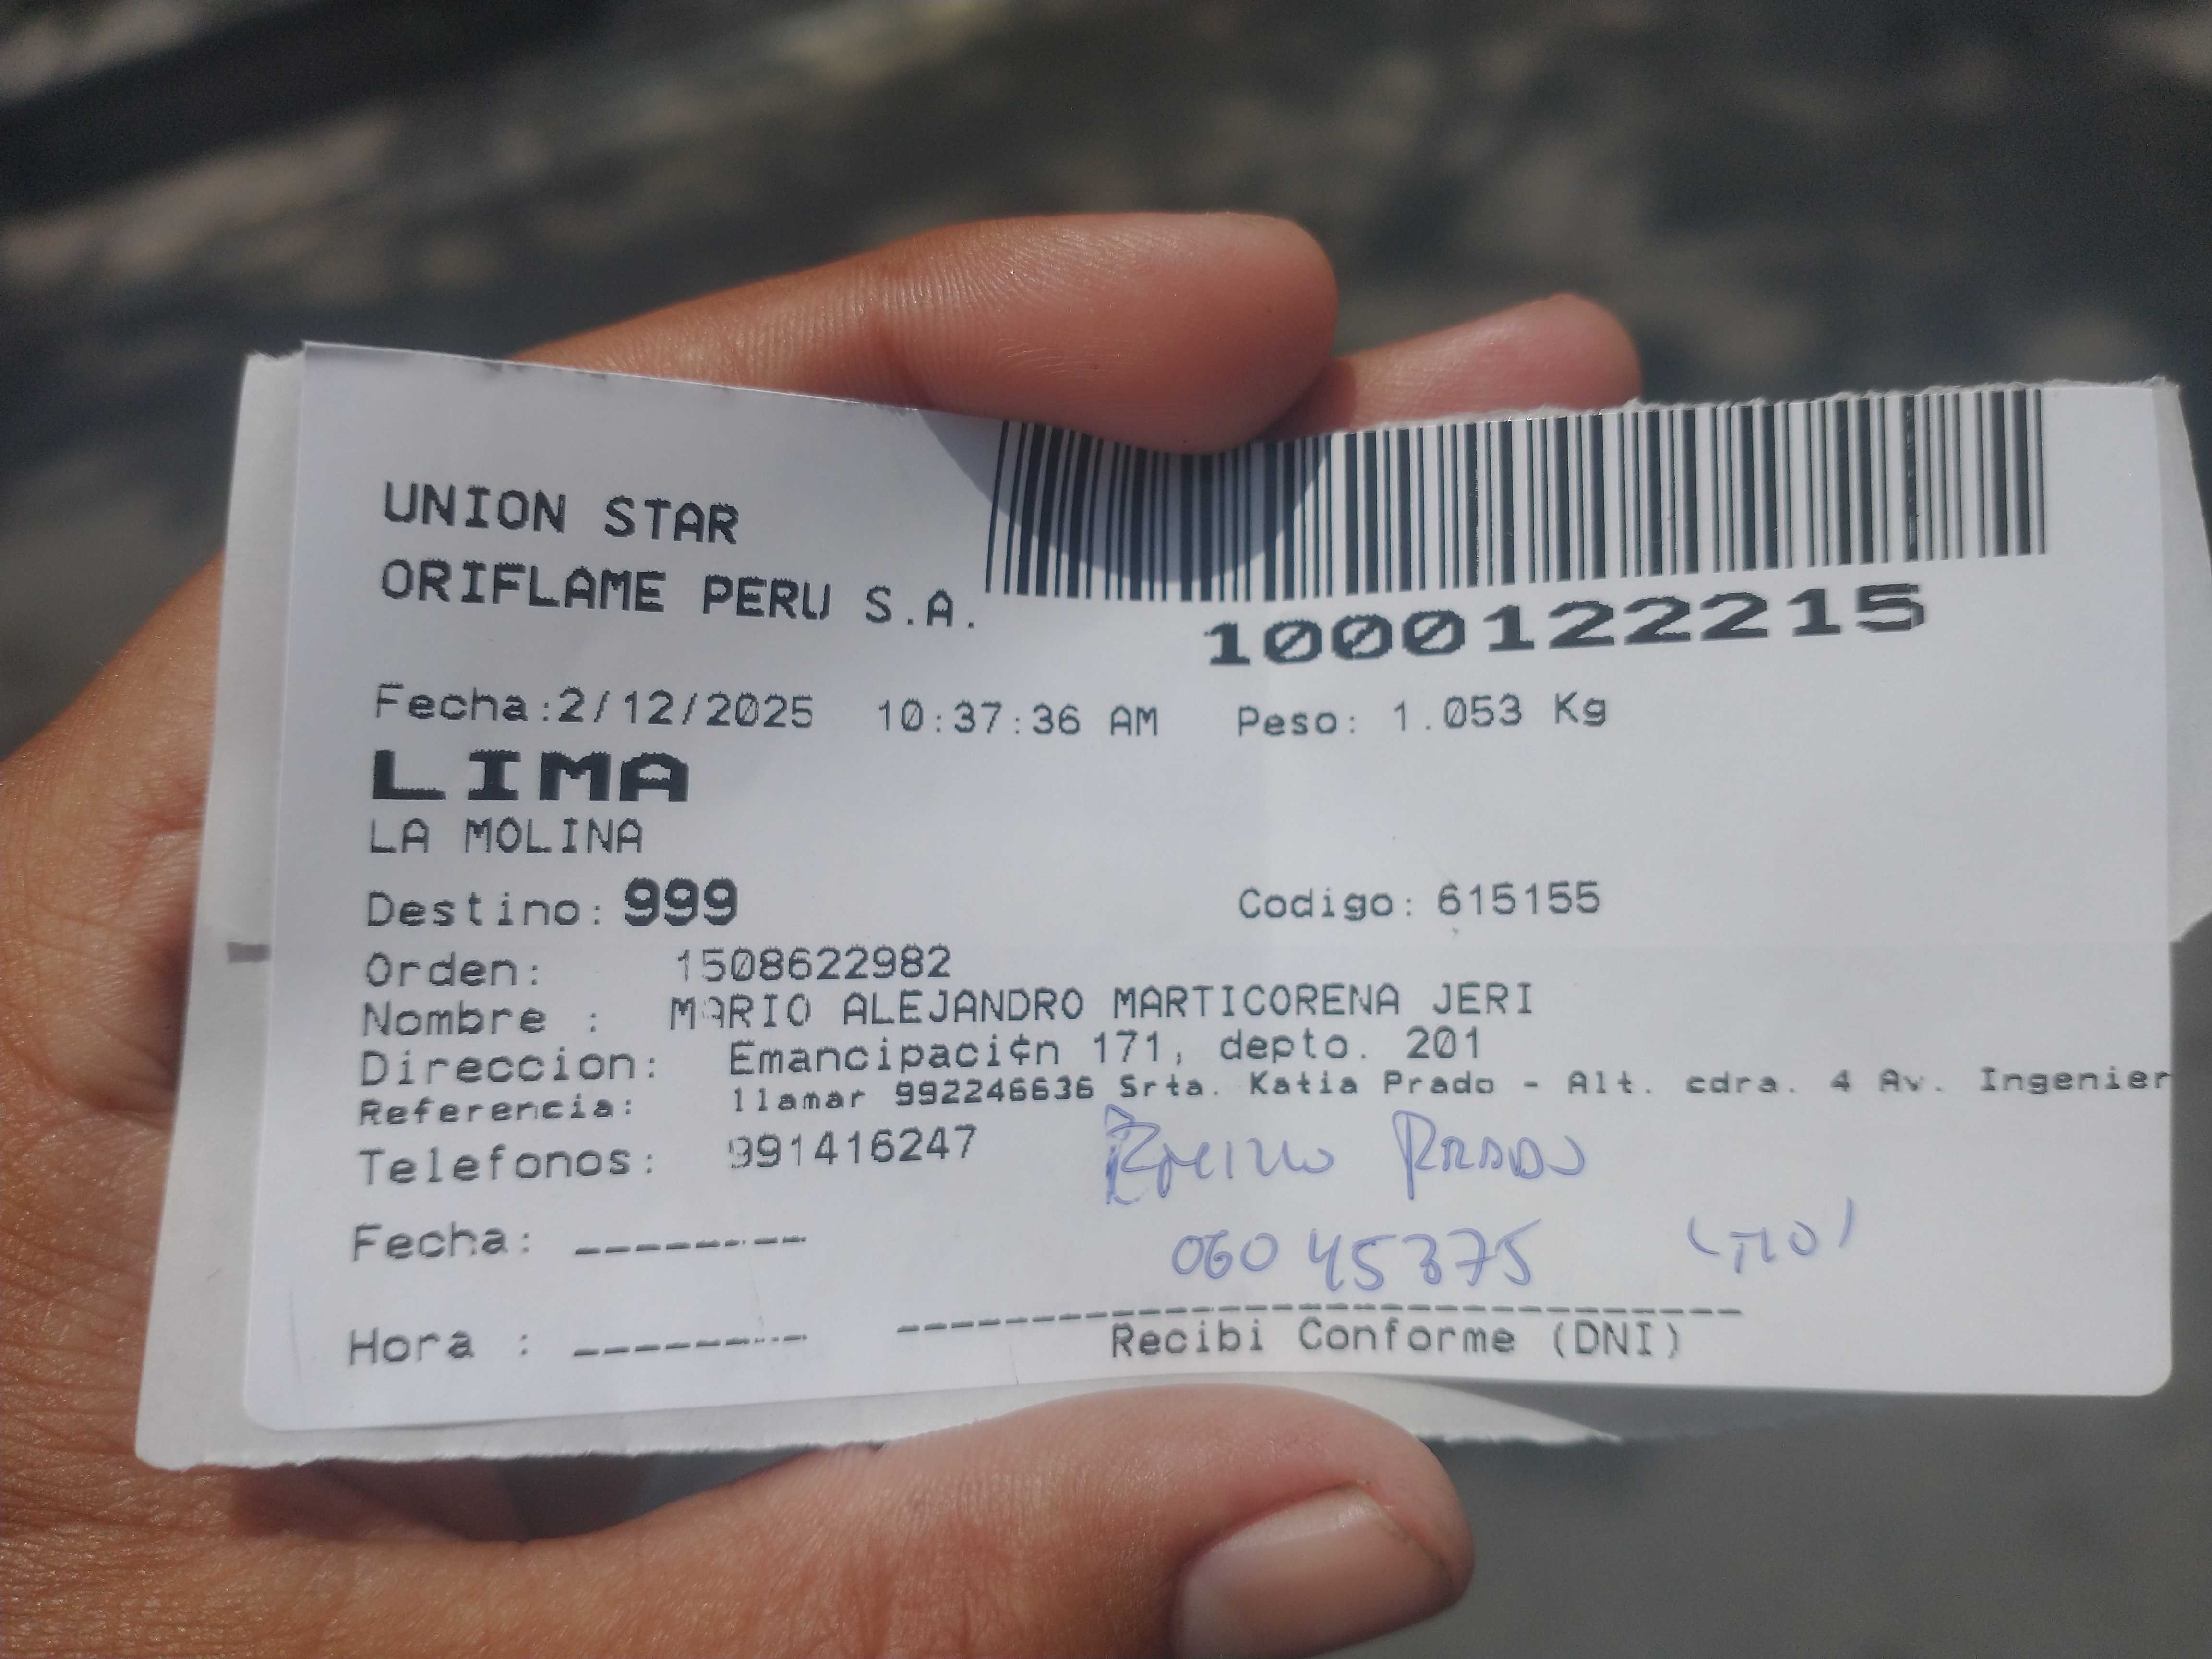 UNION STAR
ORIFLAME PERU S.A.
1000122215
Fecha:2/12/2025 10:37:36 AM Peso: 1.053 Kg
LIMA
LA MOLINA
Destino: 999 Codigo: 615155
Orden: 1508622982
Nombre : MARIO ALEJANDRO MARTICORENA JERI
Direccion: Emancipaci¢n 171, depto. 201
Referencia: llamar 992246636 Srta. Katia Prado - Alt. cdra. 4 Av. Ingenier
Telefonos: 991416247 PRADO
06045375 (TIO)
Fecha: ---------
Hora : ---------
Recibi Conforme (DNI)